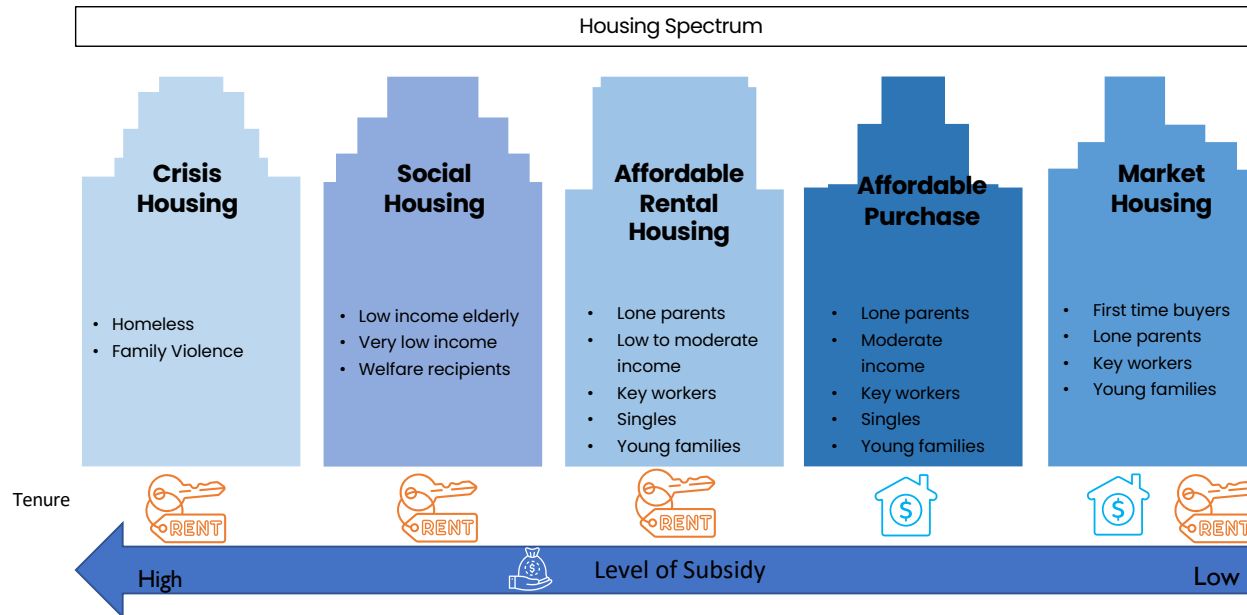 Housing Spectrum
Crisis
Housing
• Homeless
• Family Violence
Social
Housing
• Low income elderly
• Very low income
• Welfare recipients
Affordable
Rental
Housing
• Lone parents
• Low to moderate
income
• Key workers
• Singles
• Young families
Affordable
Purchase
• Lone parents
• Moderate
income
• Key workers
• Singles
• Young families
Market
Housing
• First time buyers
• Lone parents
• Key workers
• Young families
Tenure
RENT
RENT
RENT
$
$
RENT
High
$
Level of Subsidy
Low